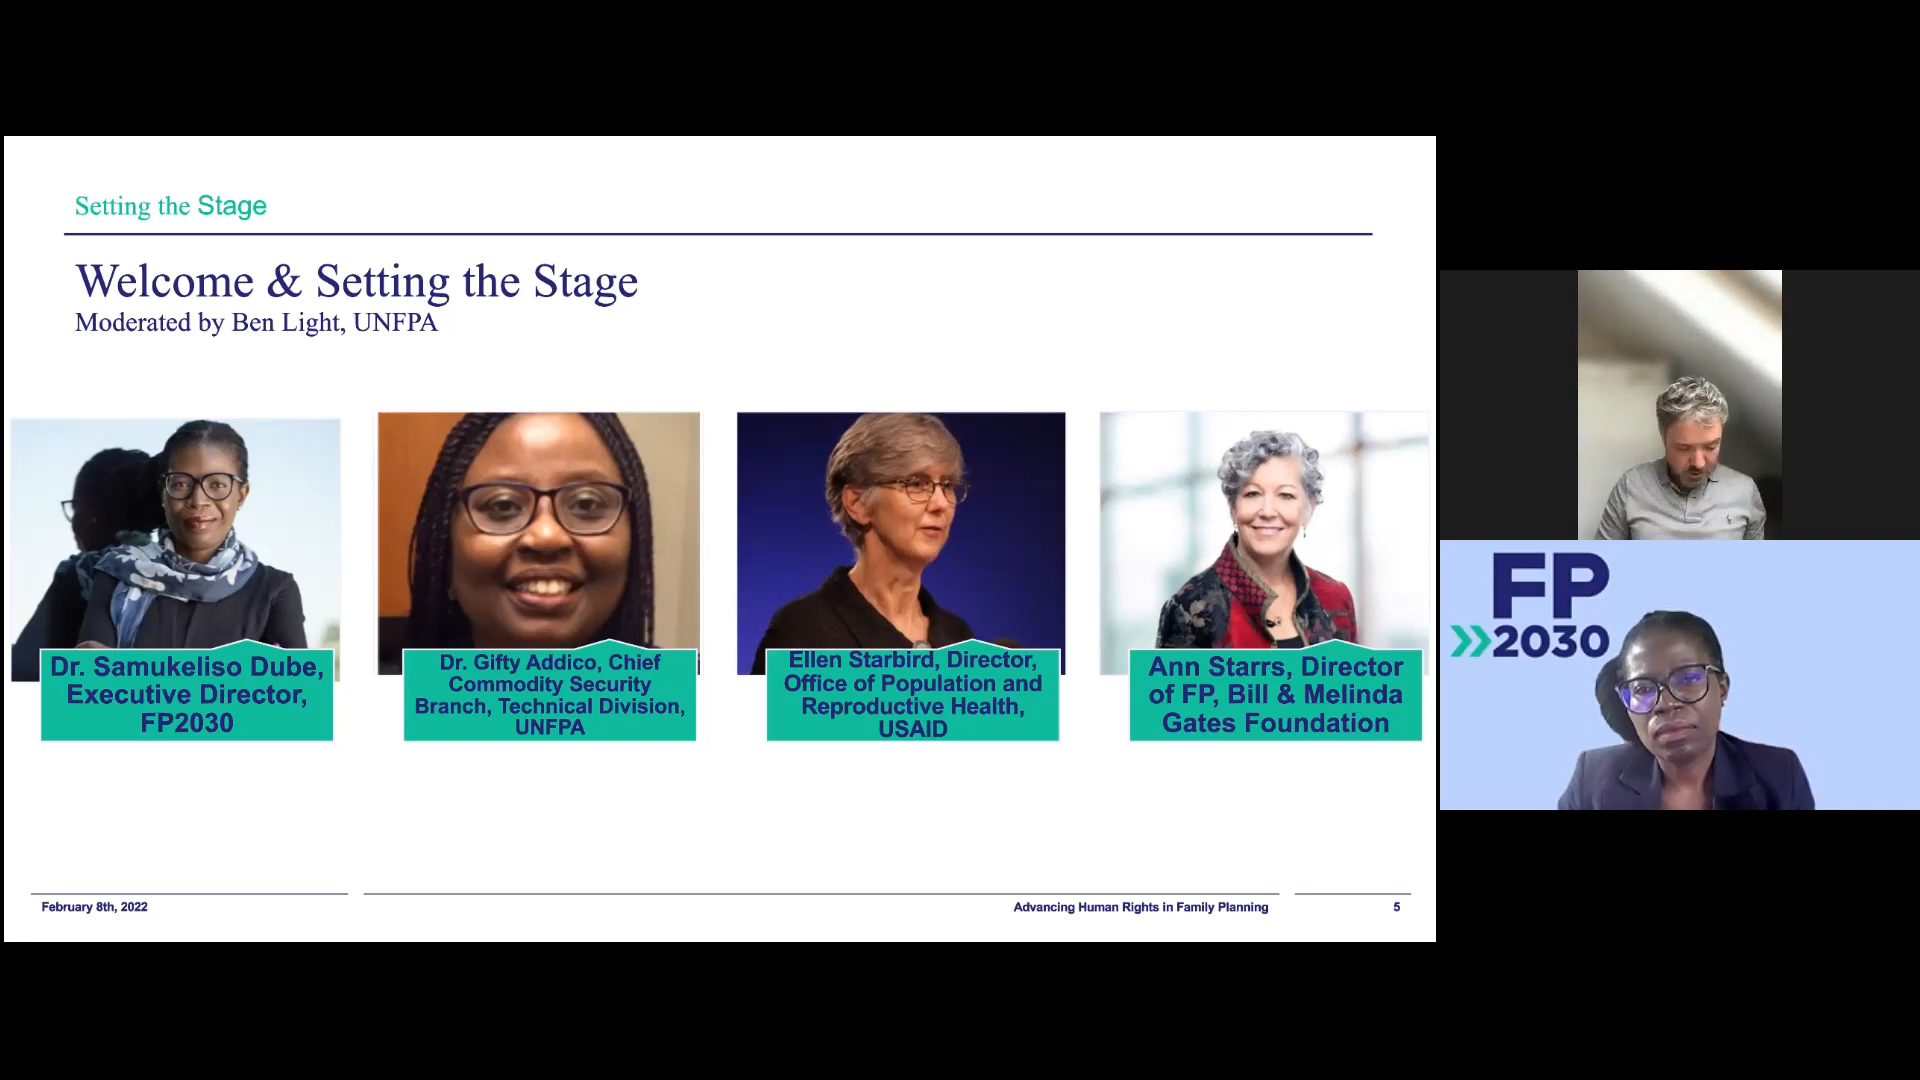 Setting the Stage
Welcome & Setting the Stage
Moderated by Ben Light, UNFPA
Dr. Samukeliso Dube,
Executive Director,
FP2030
Dr. Gifty Addico, Chief
Commodity Security
Branch, Technical Division,
UNFPA
Ellen Starbird, Director,
Office of Population and
Reproductive Health,
USAID
Ann Starrs, Director
of FP, Bill & Melinda
Gates Foundation
FP
2030
February 8th, 2022
Advancing Human Rights in Family Planning
5